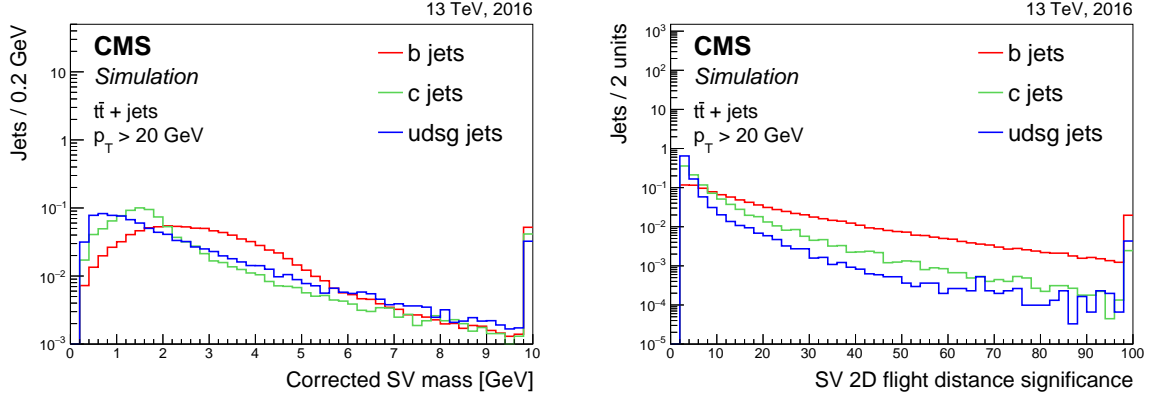 13 TeV, 2016
Jets / 0.2 GeV
CMS
Simulation
tt̄ + jets
p_T > 20 GeV
b jets
c jets
udsg jets
10
1
10⁻¹
10⁻²
10⁻³
0 1 2 3 4 5 6 7 8 9 10
Corrected SV mass [GeV]
13 TeV, 2016
Jets / 2 units
CMS
Simulation
tt̄ + jets
p_T > 20 GeV
b jets
c jets
udsg jets
10³
10²
10
1
10⁻¹
10⁻²
10⁻³
10⁻⁴
10⁻⁵
0 10 20 30 40 50 60 70 80 90 100
SV 2D flight distance significance